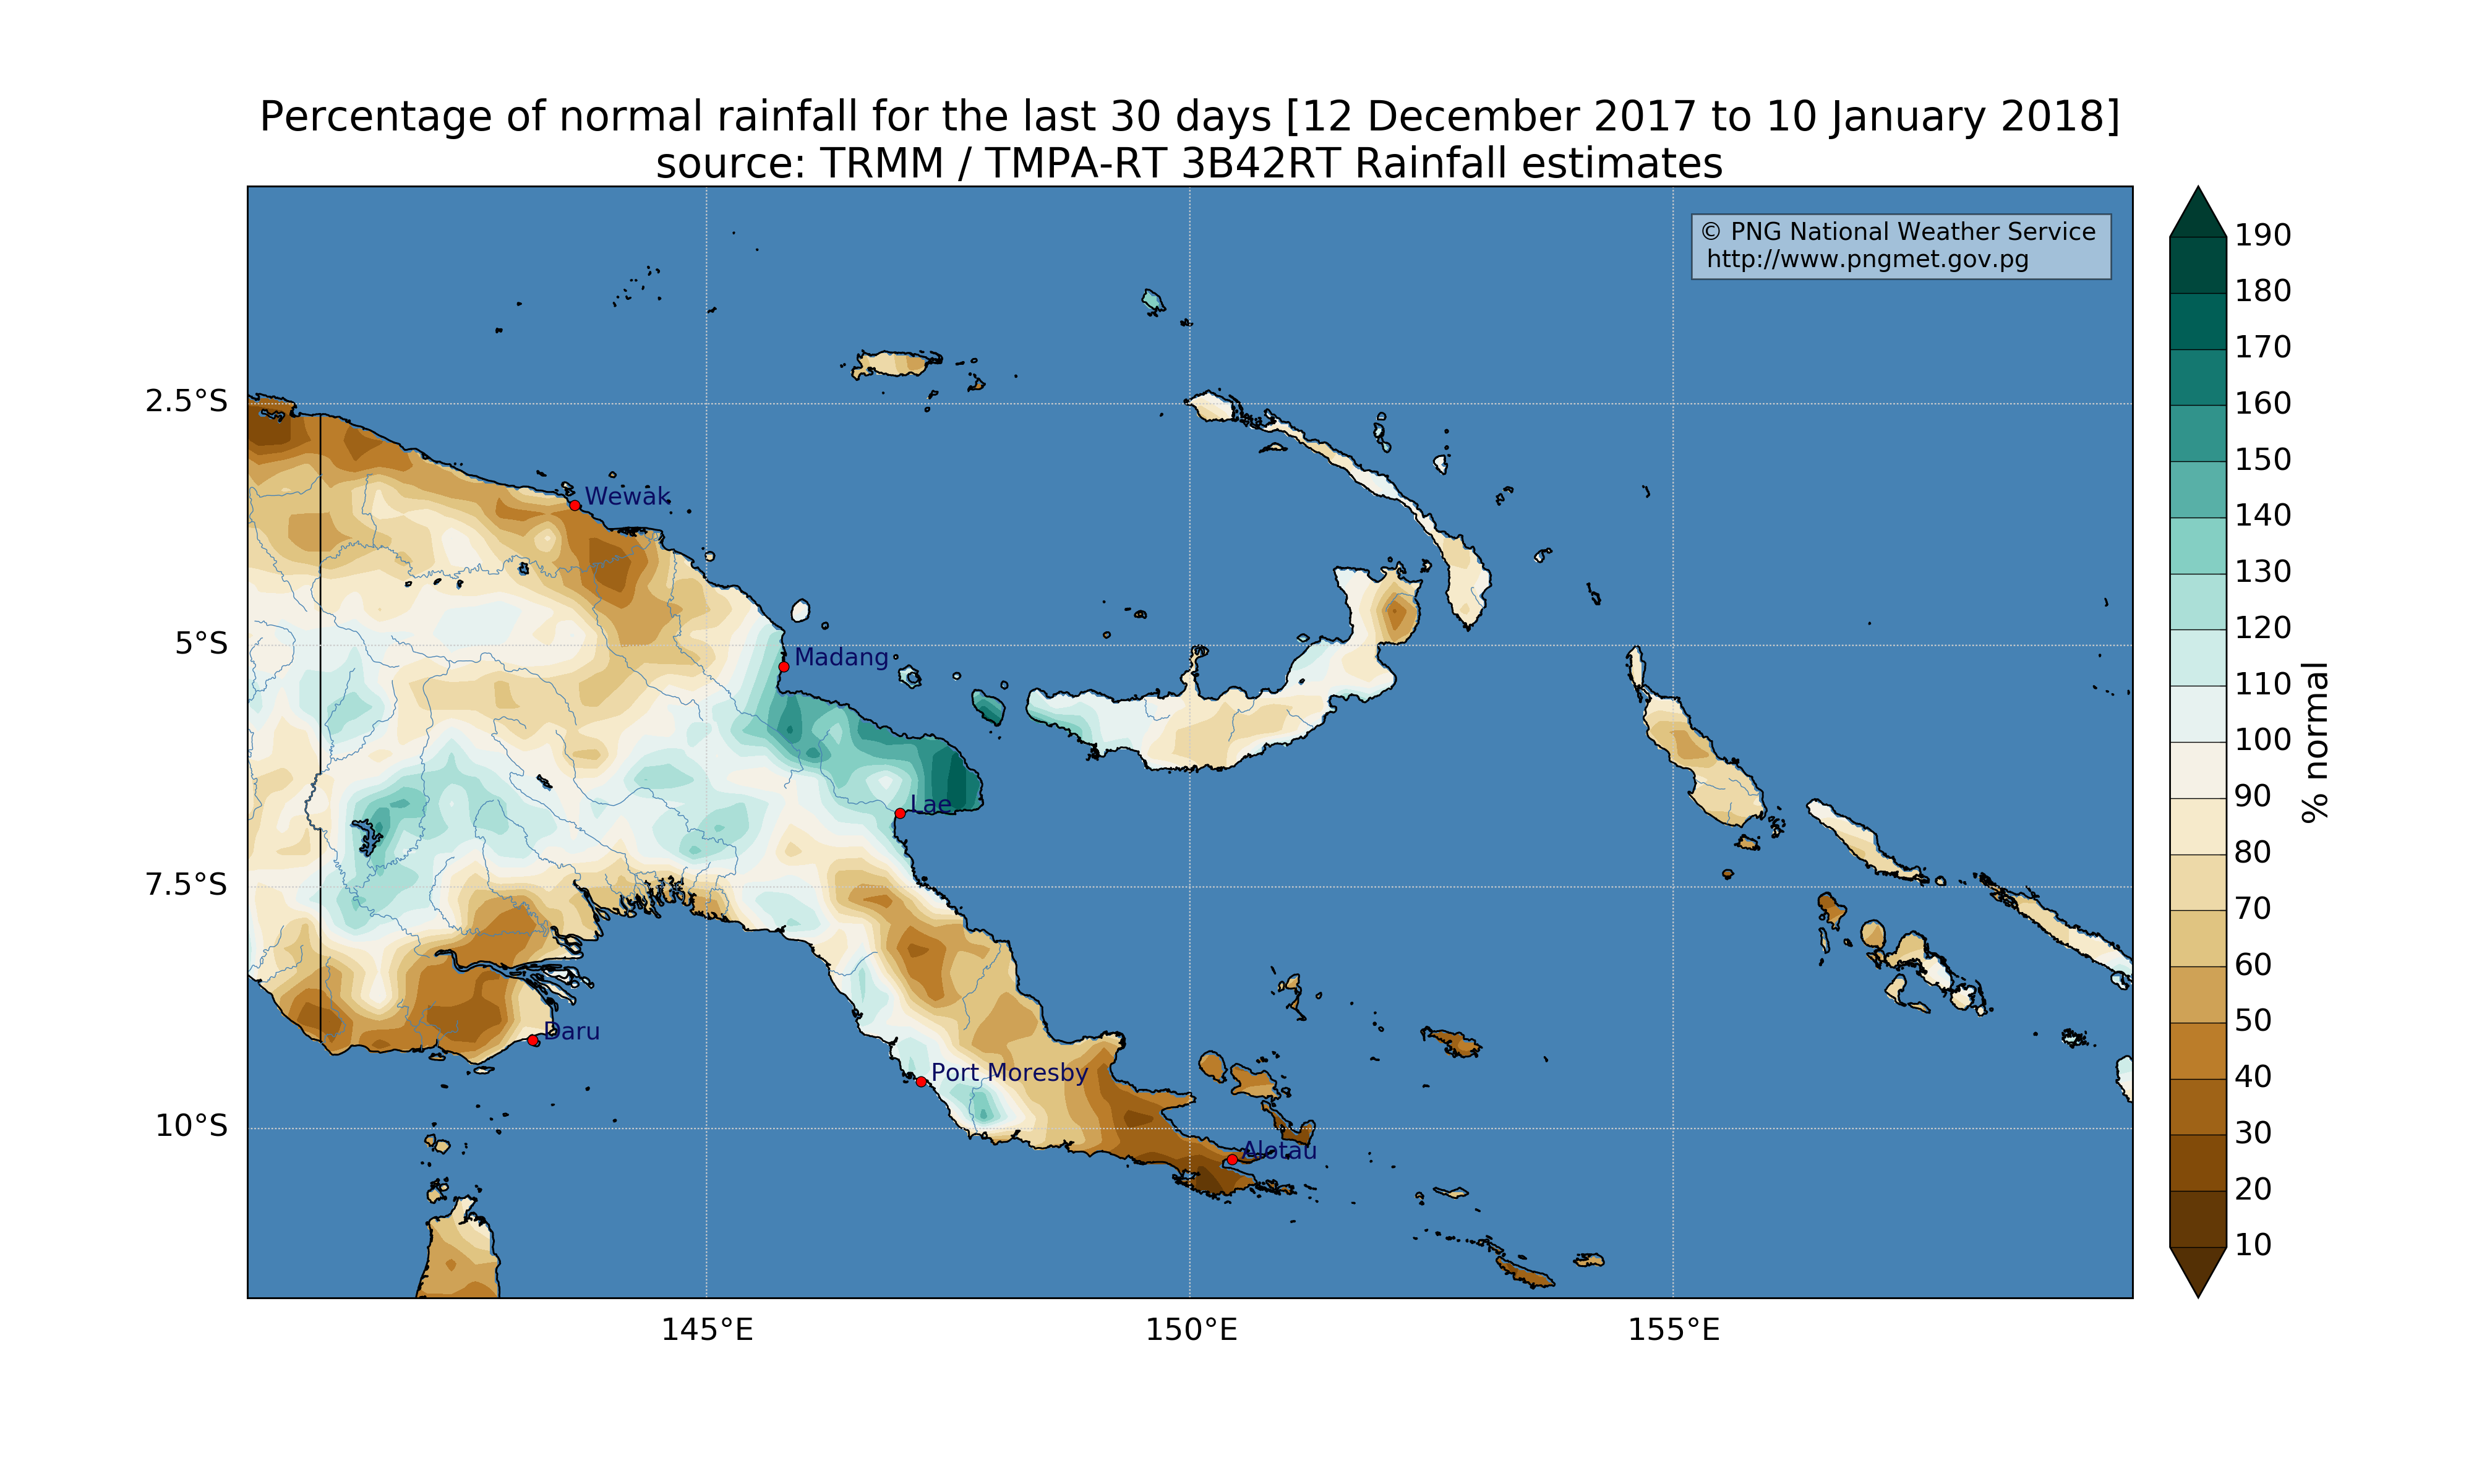 Percentage of normal rainfall for the last 30 days [12 December 2017 to 10 January 2018]
source: TRMM / TMPA-RT 3B42RT Rainfall estimates
© PNG National Weather Service
http://www.pngmet.gov.pg
2.5°S
5°S
7.5°S
10°S
145°E
150°E
155°E
Wewak
Madang
Lae
Daru
Port Moresby
Alotau
190
180
170
160
150
140
130
120
110
100
90
80
70
60
50
40
30
20
10
% normal